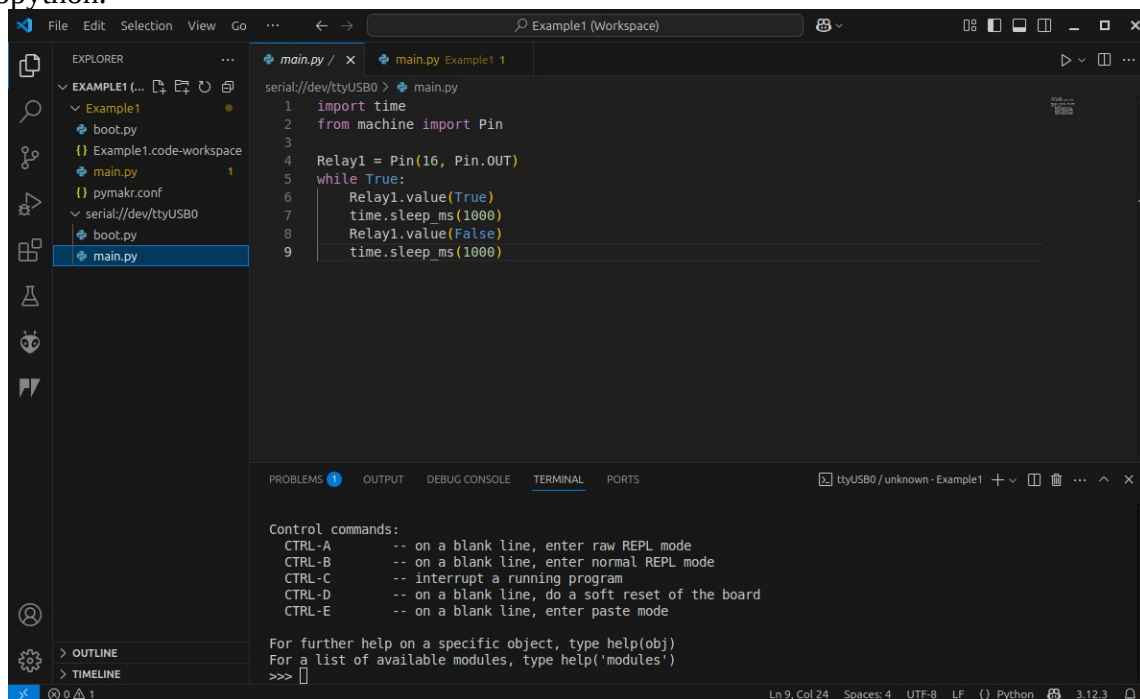 File Edit Selection View Go ··· Example1 (Workspace)
EXPLORER ···
EXAMPLE1 (...
Example1
boot.py
{} Example1.code-workspace
main.py 1
{} pymakr.conf
serial://dev/ttyUSB0
boot.py
main.py
OUTLINE
TIMELINE
main.py / × main.py Example1 1
serial://dev/ttyUSB0 > main.py
1 import time
2 from machine import Pin
3
4 Relay1 = Pin(16, Pin.OUT)
5 while True:
6 Relay1.value(True)
7 time.sleep_ms(1000)
8 Relay1.value(False)
9 time.sleep_ms(1000)
PROBLEMS 1 OUTPUT DEBUG CONSOLE TERMINAL PORTS ttyUSB0 / unknown - Example1
Control commands:
CTRL-A -- on a blank line, enter raw REPL mode
CTRL-B -- on a blank line, enter normal REPL mode
CTRL-C -- interrupt a running program
CTRL-D -- on a blank line, do a soft reset of the board
CTRL-E -- on a blank line, enter paste mode
For further help on a specific object, type help(obj)
For a list of available modules, type help('modules')
>>>
0 1 Ln 9, Col 24 Spaces: 4 UTF-8 LF {} Python 3.12.3